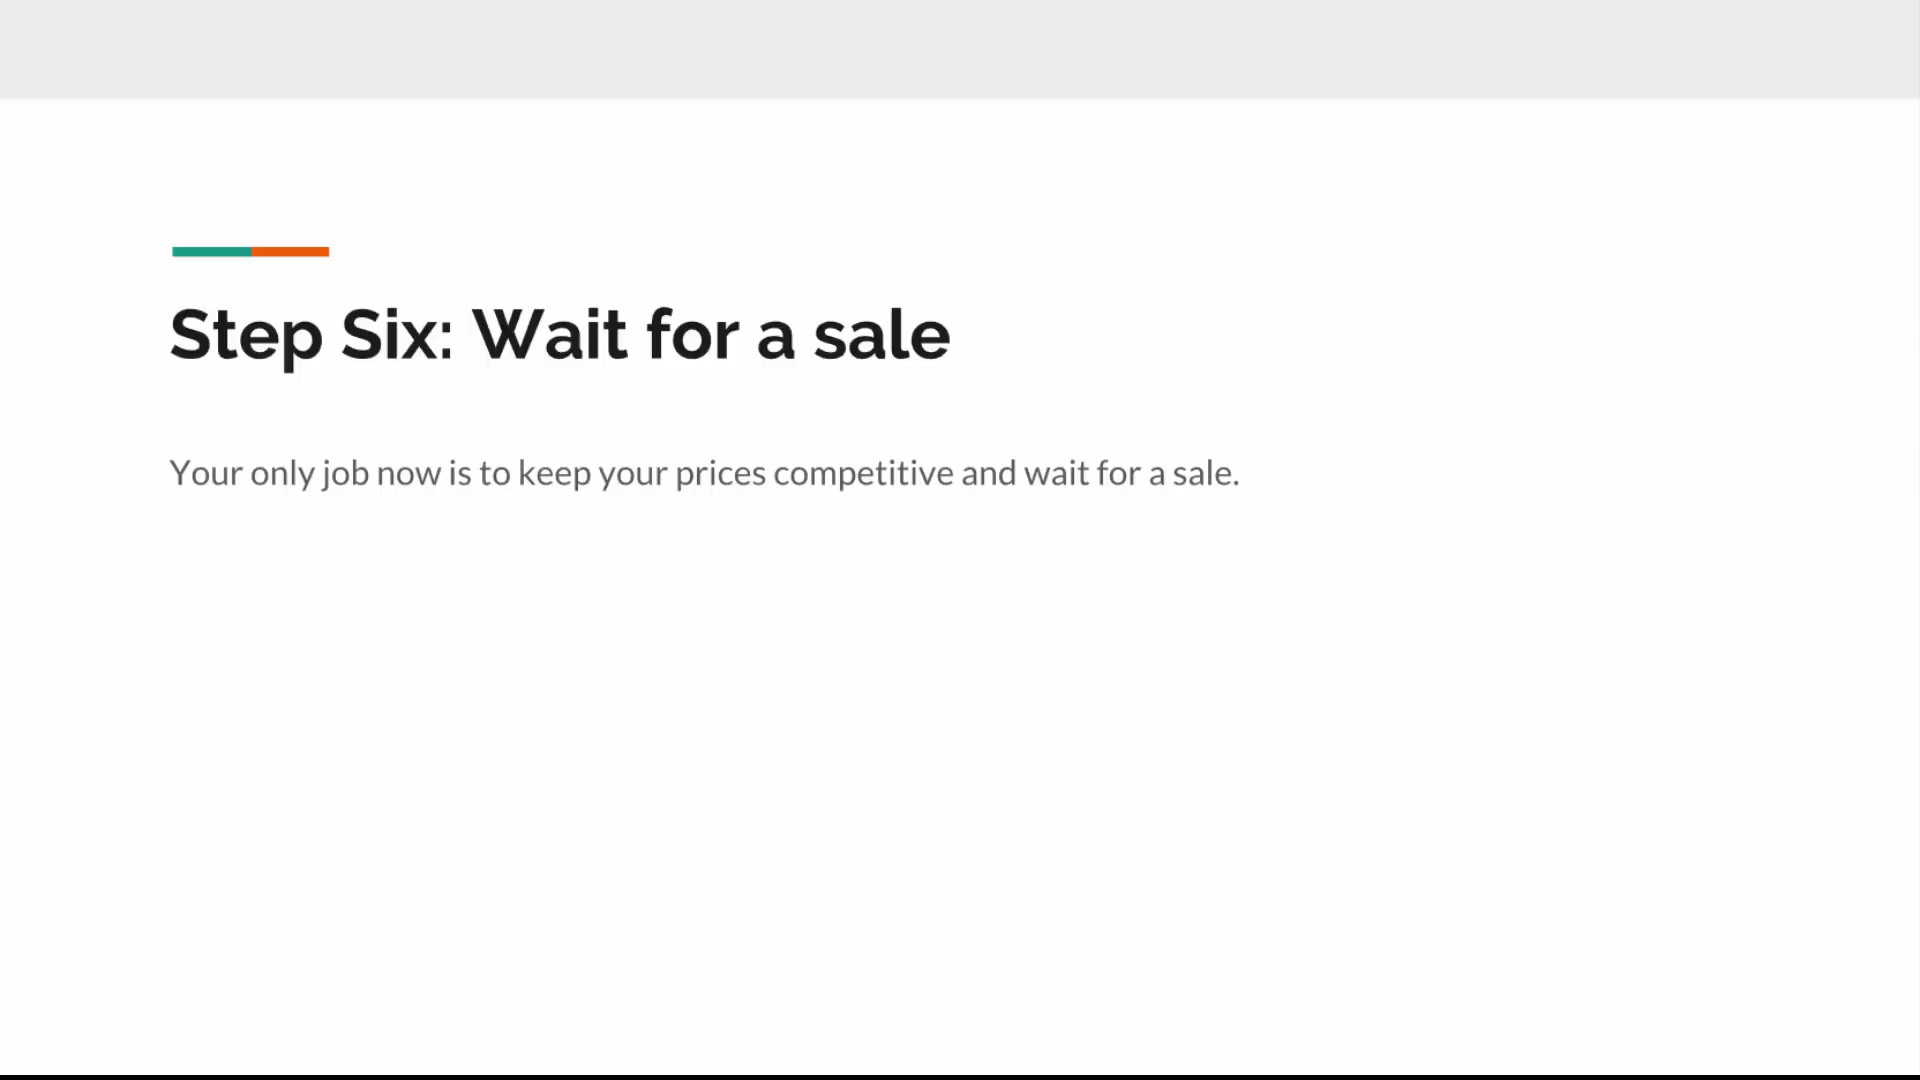 Step Six: Wait for a sale
Your only job now is to keep your prices competitive and wait for a sale.